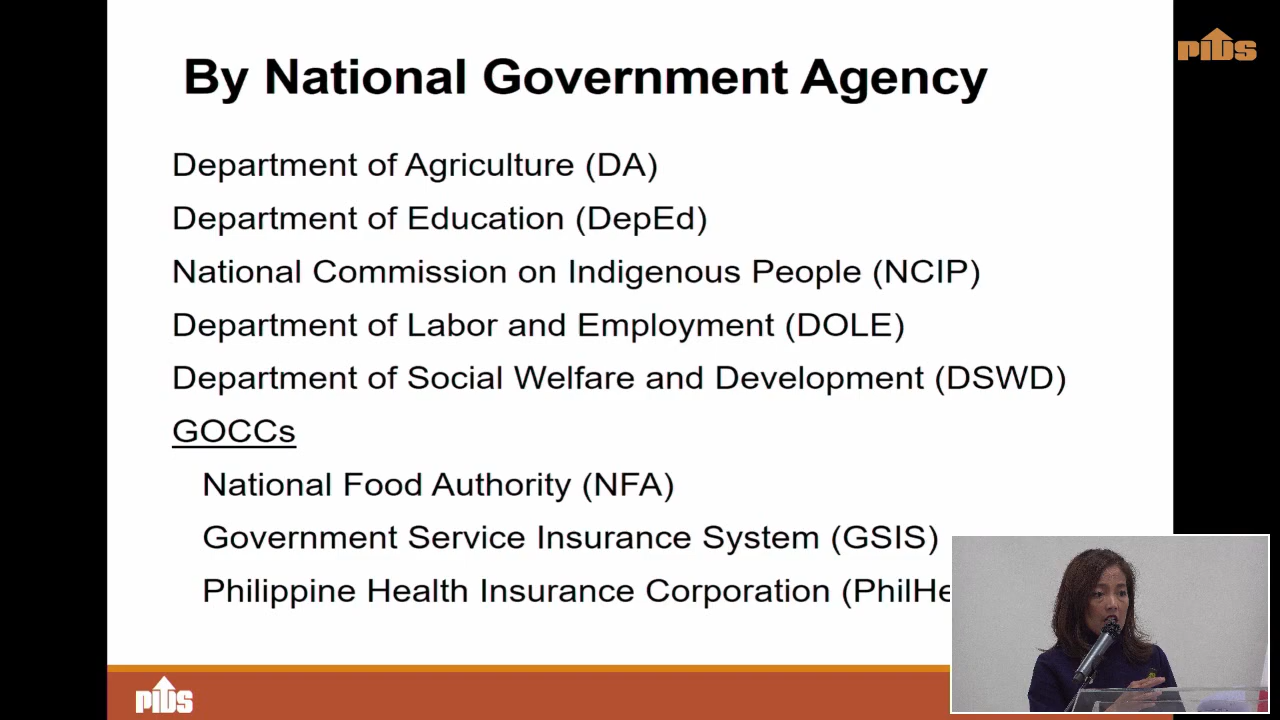 By National Government Agency
pids
Department of Agriculture (DA)
Department of Education (DepEd)
National Commission on Indigenous People (NCIP)
Department of Labor and Employment (DOLE)
Department of Social Welfare and Development (DSWD)
GOCCs
National Food Authority (NFA)
Government Service Insurance System (GSIS)
Philippine Health Insurance Corporation (PhilHe
pids